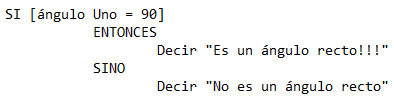 SI [ángulo Uno = 90]
ENTONCES
Decir "Es un ángulo recto!!!"
SINO
Decir "No es un ángulo recto"